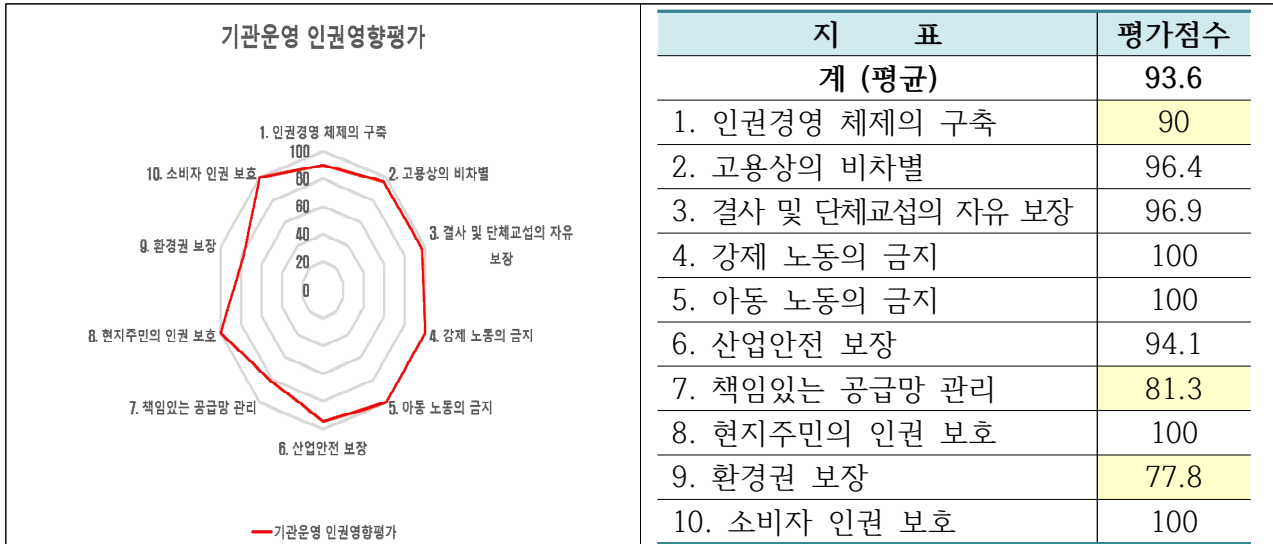 기관운영 인권영향평가
1. 인권경영 체제의 구축
100
10. 소비자 인권 보호
80
2. 고용상의 비차별
60
9. 환경권 보장
40
3. 결사 및 단체교섭의 자유
보장
20
0
8. 현지주민의 인권 보호
4. 강제 노동의 금지
7. 책임있는 공급망 관리
5. 아동 노동의 금지
6. 산업안전 보장
기관운영 인권영향평가
지 표 평가점수
계 (평균) 93.6
1. 인권경영 체제의 구축 90
2. 고용상의 비차별 96.4
3. 결사 및 단체교섭의 자유 보장 96.9
4. 강제 노동의 금지 100
5. 아동 노동의 금지 100
6. 산업안전 보장 94.1
7. 책임있는 공급망 관리 81.3
8. 현지주민의 인권 보호 100
9. 환경권 보장 77.8
10. 소비자 인권 보호 100